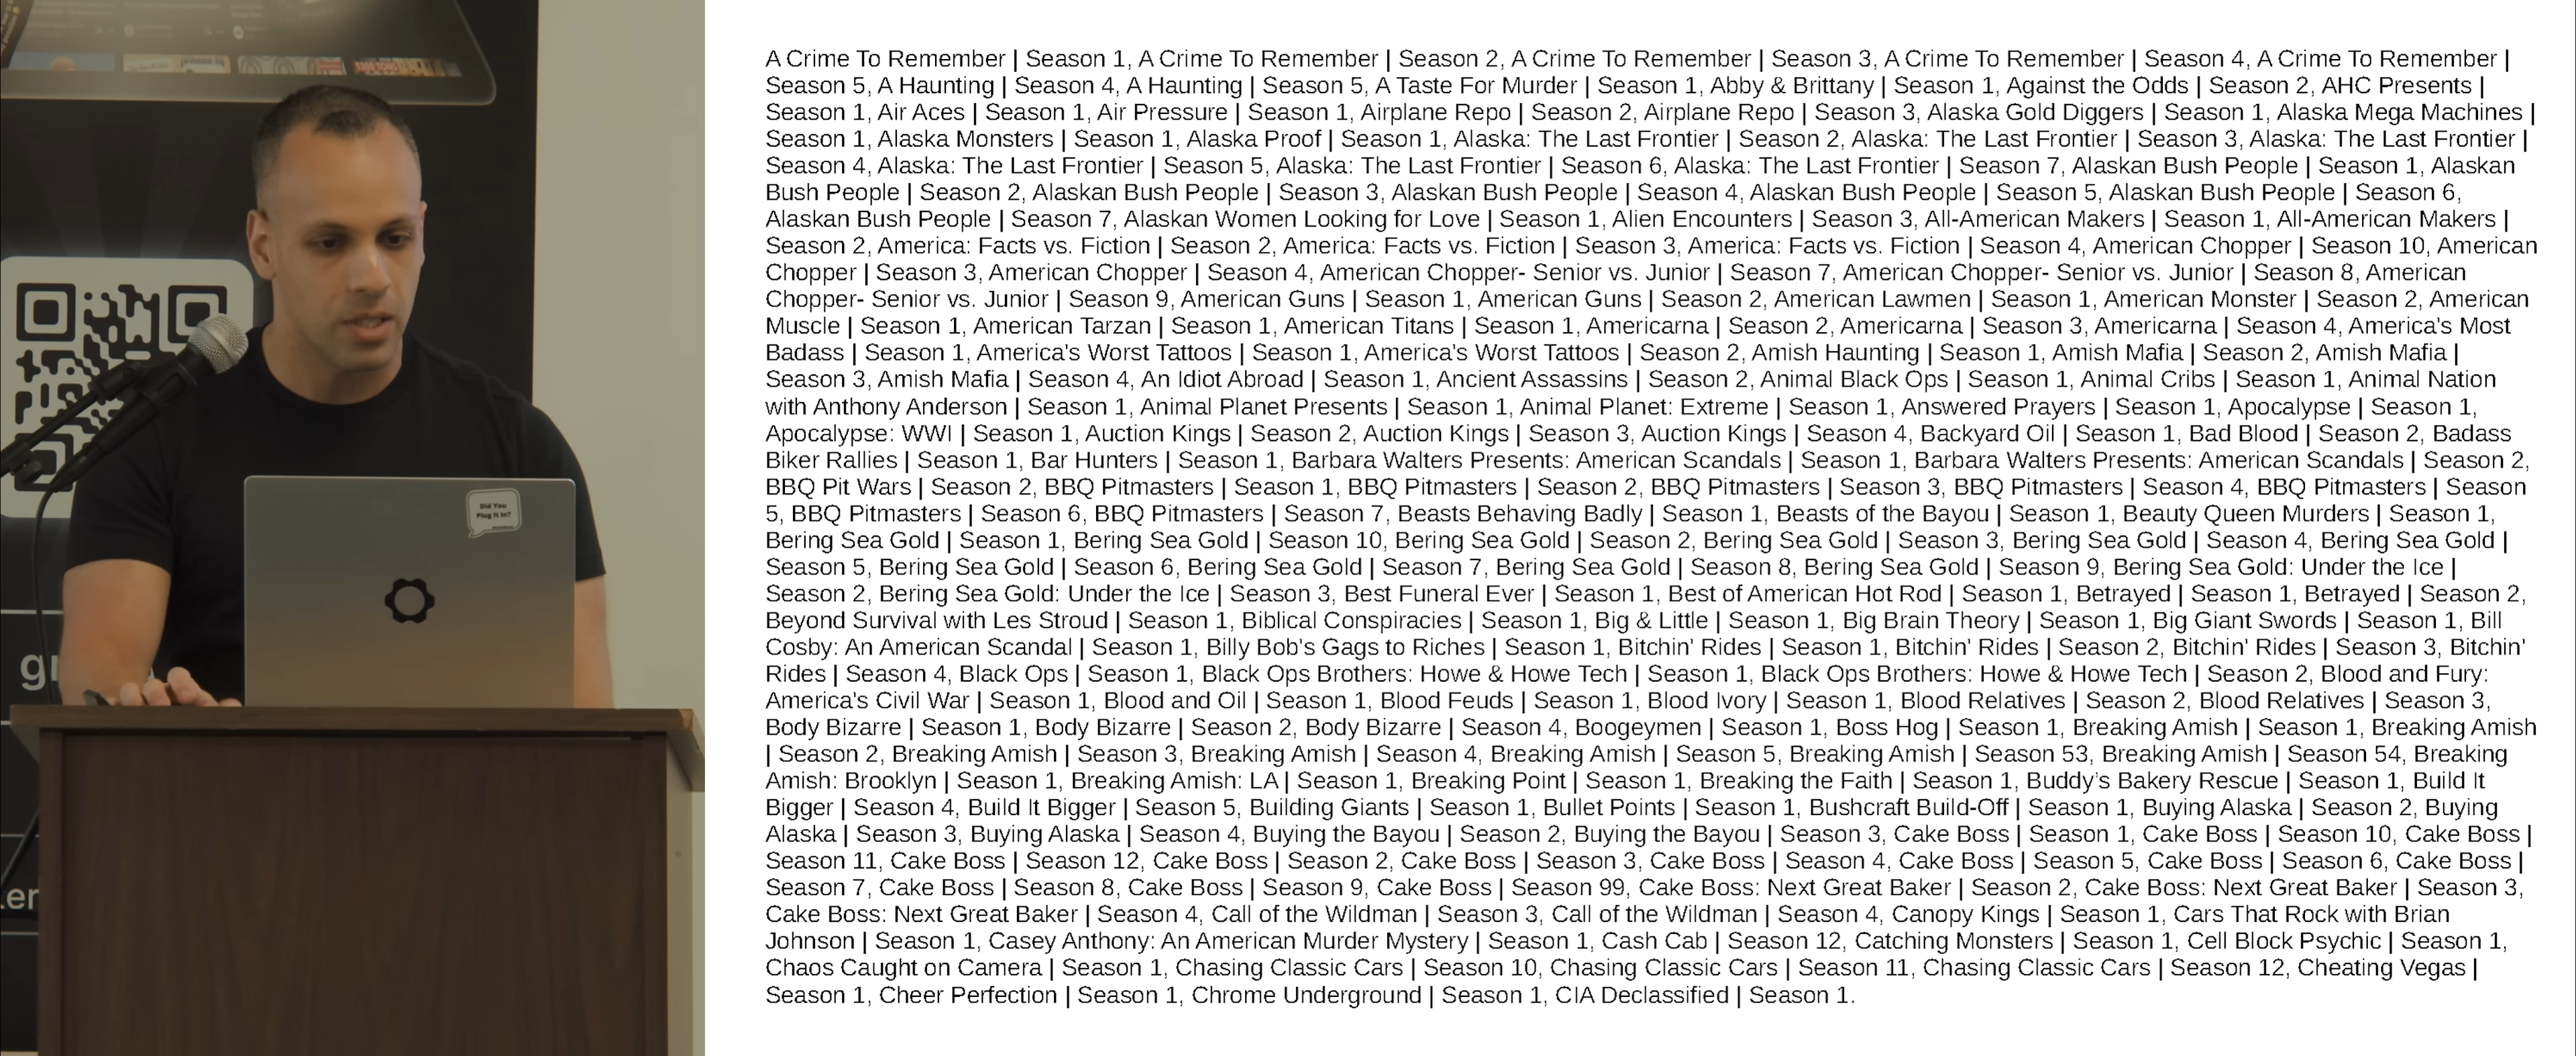 Did You
Plug It In?
gr
.er
A Crime To Remember | Season 1, A Crime To Remember | Season 2, A Crime To Remember | Season 3, A Crime To Remember | Season 4, A Crime To Remember |
Season 5, A Haunting | Season 4, A Haunting | Season 5, A Taste For Murder | Season 1, Abby & Brittany | Season 1, Against the Odds | Season 2, AHC Presents |
Season 1, Air Aces | Season 1, Air Pressure | Season 1, Airplane Repo | Season 2, Airplane Repo | Season 3, Alaska Gold Diggers | Season 1, Alaska Mega Machines |
Season 1, Alaska Monsters | Season 1, Alaska Proof | Season 1, Alaska: The Last Frontier | Season 2, Alaska: The Last Frontier | Season 3, Alaska: The Last Frontier |
Season 4, Alaska: The Last Frontier | Season 5, Alaska: The Last Frontier | Season 6, Alaska: The Last Frontier | Season 7, Alaskan Bush People | Season 1, Alaskan
Bush People | Season 2, Alaskan Bush People | Season 3, Alaskan Bush People | Season 4, Alaskan Bush People | Season 5, Alaskan Bush People | Season 6,
Alaskan Bush People | Season 7, Alaskan Women Looking for Love | Season 1, Alien Encounters | Season 3, All-American Makers | Season 1, All-American Makers |
Season 2, America: Facts vs. Fiction | Season 2, America: Facts vs. Fiction | Season 3, America: Facts vs. Fiction | Season 4, American Chopper | Season 10, American
Chopper | Season 3, American Chopper | Season 4, American Chopper- Senior vs. Junior | Season 7, American Chopper- Senior vs. Junior | Season 8, American
Chopper- Senior vs. Junior | Season 9, American Guns | Season 1, American Guns | Season 2, American Lawmen | Season 1, American Monster | Season 2, American
Muscle | Season 1, American Tarzan | Season 1, American Titans | Season 1, Americarna | Season 2, Americarna | Season 3, Americarna | Season 4, America's Most
Badass | Season 1, America's Worst Tattoos | Season 1, America's Worst Tattoos | Season 2, Amish Haunting | Season 1, Amish Mafia | Season 2, Amish Mafia |
Season 3, Amish Mafia | Season 4, An Idiot Abroad | Season 1, Ancient Assassins | Season 2, Animal Black Ops | Season 1, Animal Cribs | Season 1, Animal Nation
with Anthony Anderson | Season 1, Animal Planet Presents | Season 1, Animal Planet: Extreme | Season 1, Answered Prayers | Season 1, Apocalypse | Season 1,
Apocalypse: WWI | Season 1, Auction Kings | Season 2, Auction Kings | Season 3, Auction Kings | Season 4, Backyard Oil | Season 1, Bad Blood | Season 2, Badass
Biker Rallies | Season 1, Bar Hunters | Season 1, Barbara Walters Presents: American Scandals | Season 1, Barbara Walters Presents: American Scandals | Season 2,
BBQ Pit Wars | Season 2, BBQ Pitmasters | Season 1, BBQ Pitmasters | Season 2, BBQ Pitmasters | Season 3, BBQ Pitmasters | Season 4, BBQ Pitmasters | Season
5, BBQ Pitmasters | Season 6, BBQ Pitmasters | Season 7, Beasts Behaving Badly | Season 1, Beasts of the Bayou | Season 1, Beauty Queen Murders | Season 1,
Bering Sea Gold | Season 1, Bering Sea Gold | Season 10, Bering Sea Gold | Season 2, Bering Sea Gold | Season 3, Bering Sea Gold | Season 4, Bering Sea Gold |
Season 5, Bering Sea Gold | Season 6, Bering Sea Gold | Season 7, Bering Sea Gold | Season 8, Bering Sea Gold | Season 9, Bering Sea Gold: Under the Ice |
Season 2, Bering Sea Gold: Under the Ice | Season 3, Best Funeral Ever | Season 1, Best of American Hot Rod | Season 1, Betrayed | Season 1, Betrayed | Season 2,
Beyond Survival with Les Stroud | Season 1, Biblical Conspiracies | Season 1, Big & Little | Season 1, Big Brain Theory | Season 1, Big Giant Swords | Season 1, Bill
Cosby: An American Scandal | Season 1, Billy Bob's Gags to Riches | Season 1, Bitchin' Rides | Season 1, Bitchin' Rides | Season 2, Bitchin' Rides | Season 3, Bitchin'
Rides | Season 4, Black Ops | Season 1, Black Ops Brothers: Howe & Howe Tech | Season 1, Black Ops Brothers: Howe & Howe Tech | Season 2, Blood and Fury:
America's Civil War | Season 1, Blood and Oil | Season 1, Blood Feuds | Season 1, Blood Ivory | Season 1, Blood Relatives | Season 2, Blood Relatives | Season 3,
Body Bizarre | Season 1, Body Bizarre | Season 2, Body Bizarre | Season 4, Boogeymen | Season 1, Boss Hog | Season 1, Breaking Amish | Season 1, Breaking Amish
| Season 2, Breaking Amish | Season 3, Breaking Amish | Season 4, Breaking Amish | Season 5, Breaking Amish | Season 53, Breaking Amish | Season 54, Breaking
Amish: Brooklyn | Season 1, Breaking Amish: LA | Season 1, Breaking Point | Season 1, Breaking the Faith | Season 1, Buddy's Bakery Rescue | Season 1, Build It
Bigger | Season 4, Build It Bigger | Season 5, Building Giants | Season 1, Bullet Points | Season 1, Bushcraft Build-Off | Season 1, Buying Alaska | Season 2, Buying
Alaska | Season 3, Buying Alaska | Season 4, Buying the Bayou | Season 2, Buying the Bayou | Season 3, Cake Boss | Season 1, Cake Boss | Season 10, Cake Boss |
Season 11, Cake Boss | Season 12, Cake Boss | Season 2, Cake Boss | Season 3, Cake Boss | Season 4, Cake Boss | Season 5, Cake Boss | Season 6, Cake Boss |
Season 7, Cake Boss | Season 8, Cake Boss | Season 9, Cake Boss | Season 99, Cake Boss: Next Great Baker | Season 2, Cake Boss: Next Great Baker | Season 3,
Cake Boss: Next Great Baker | Season 4, Call of the Wildman | Season 3, Call of the Wildman | Season 4, Canopy Kings | Season 1, Cars That Rock with Brian
Johnson | Season 1, Casey Anthony: An American Murder Mystery | Season 1, Cash Cab | Season 12, Catching Monsters | Season 1, Cell Block Psychic | Season 1,
Chaos Caught on Camera | Season 1, Chasing Classic Cars | Season 10, Chasing Classic Cars | Season 11, Chasing Classic Cars | Season 12, Cheating Vegas |
Season 1, Cheer Perfection | Season 1, Chrome Underground | Season 1, CIA Declassified | Season 1.